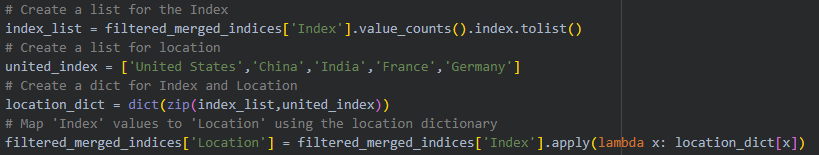 # Create a list for the Index
index_list = filtered_merged_indices['Index'].value_counts().index.tolist()
# Create a list for location
united_index = ['United States','China','India','France','Germany']
# Create a dict for Index and Location
location_dict = dict(zip(index_list,united_index))
# Map 'Index' values to 'Location' using the location dictionary
filtered_merged_indices['Location'] = filtered_merged_indices['Index'].apply(lambda x: location_dict[x])